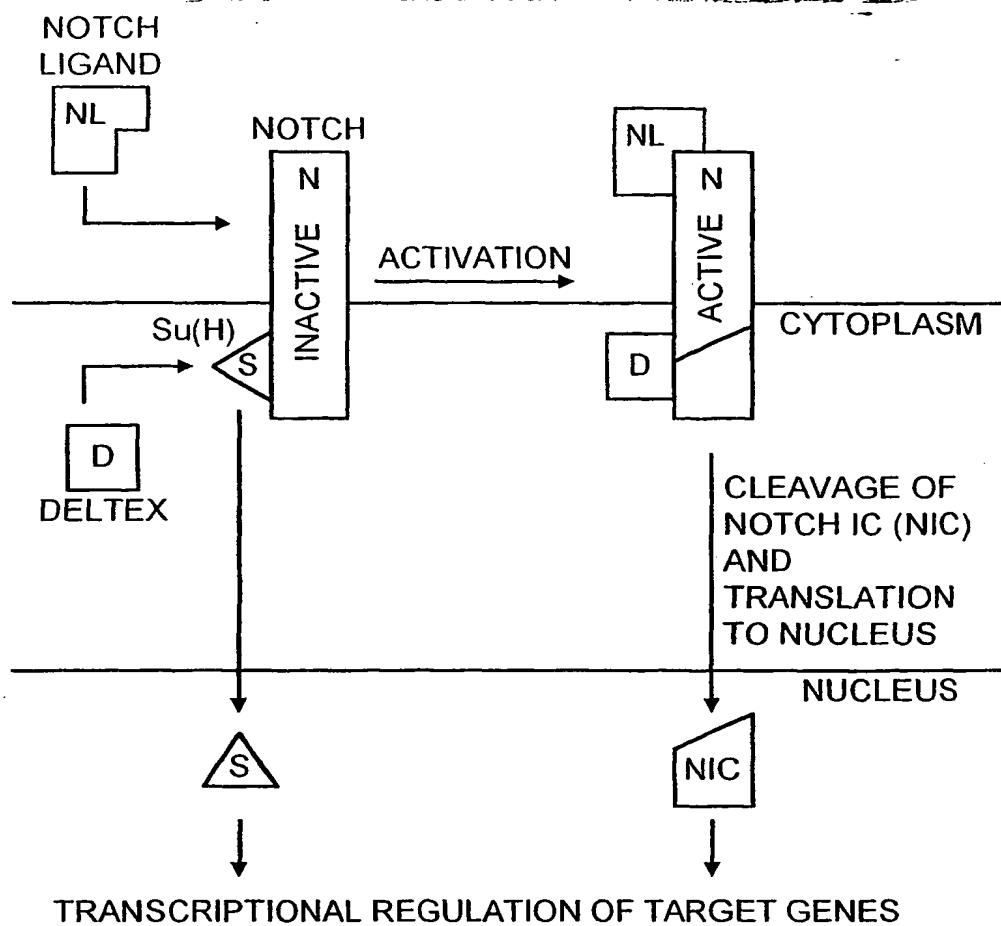 NOTCH
LIGAND
NL
NOTCH
N
INACTIVE
ACTIVATION
NL
N
ACTIVE
CYTOPLASM
Su(H)
S
D
D
DELTEX
CLEAVAGE OF
NOTCH IC (NIC)
AND
TRANSLATION
TO NUCLEUS
NUCLEUS
S
NIC
TRANSCRIPTIONAL REGULATION OF TARGET GENES